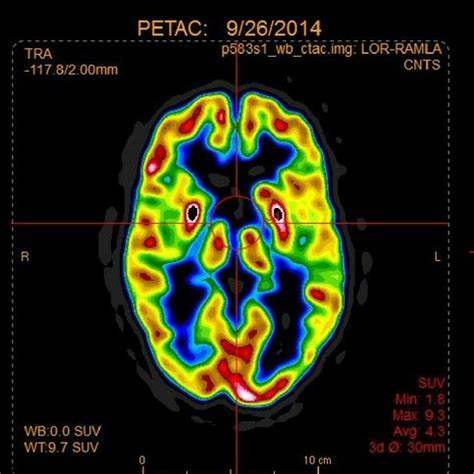 PETAC: 9/26/2014
TRA
p583s1_wb_ctac.img: LOR-RAMLA
-117.8/2.00mm
CNTS
R
L
SUV
Min: 1.8
Max: 9.3
Avg: 4.3
3d Ø: 30mm
WB:0.0 SUV
WT:9.7 SUV
0
10 cm